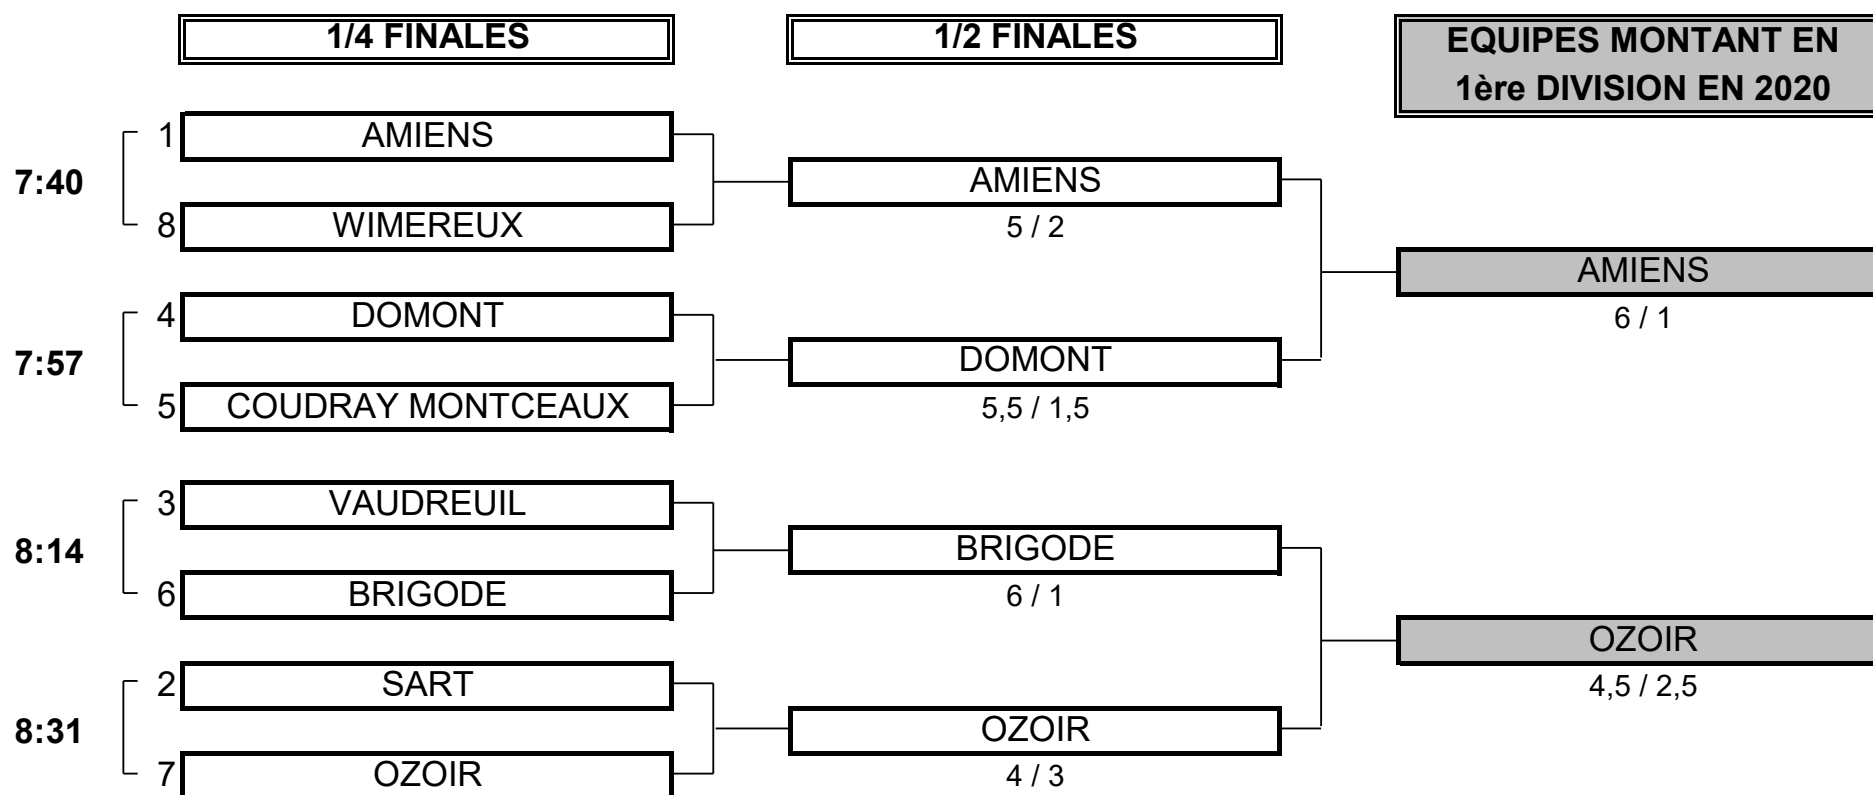 1/4 FINALES
1/2 FINALES
EQUIPES MONTANT EN
1ère DIVISION EN 2020
7:40
1
AMIENS
8
WIMEREUX
AMIENS
5 / 2
7:57
4
DOMONT
5
COUDRAY MONTCEAUX
DOMONT
5,5 / 1,5
AMIENS
6 / 1
8:14
3
VAUDREUIL
6
BRIGODE
BRIGODE
6 / 1
8:31
2
SART
7
OZOIR
OZOIR
4 / 3
OZOIR
4,5 / 2,5